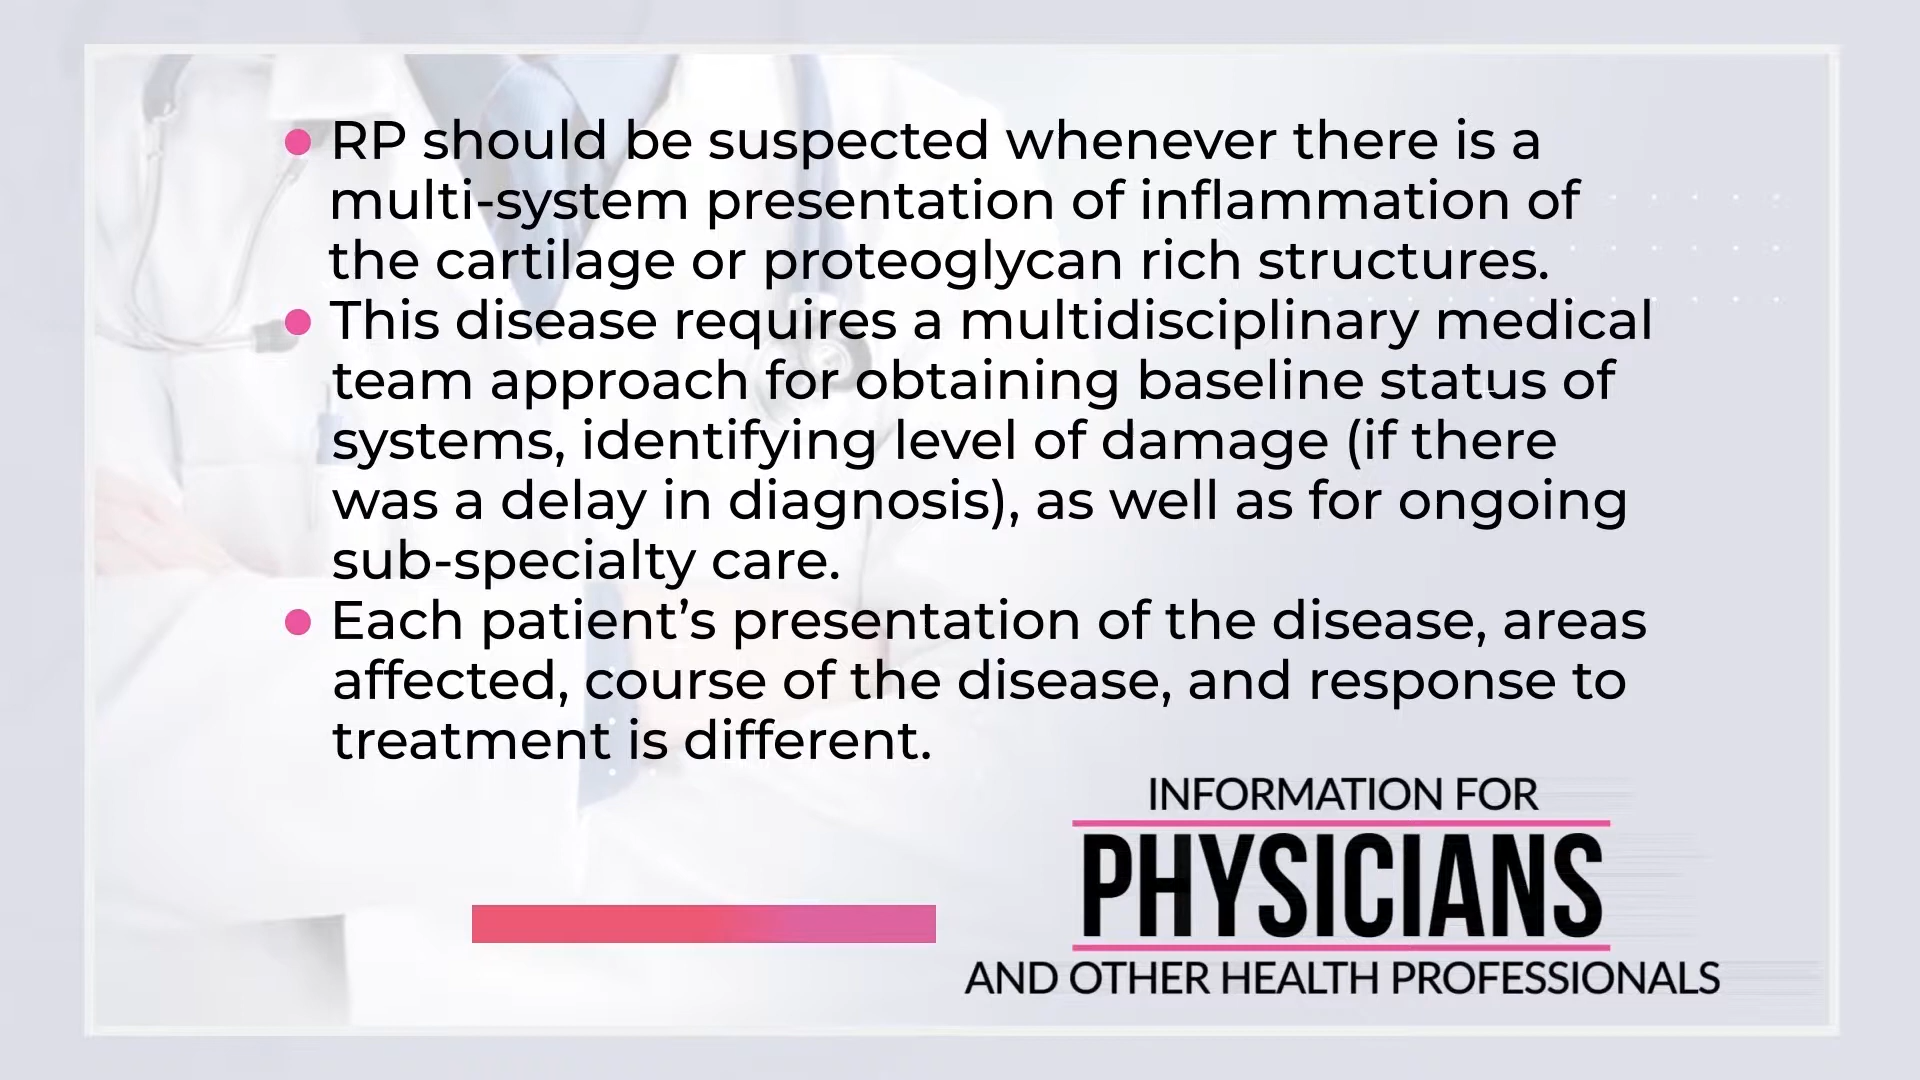 RP should be suspected whenever there is a
multi-system presentation of inflammation of
the cartilage or proteoglycan rich structures.
This disease requires a multidisciplinary medical
team approach for obtaining baseline status of
systems, identifying level of damage (if there
was a delay in diagnosis), as well as for ongoing
sub-specialty care.
Each patient’s presentation of the disease, areas
affected, course of the disease, and response to
treatment is different.
INFORMATION FOR
PHYSICIANS
AND OTHER HEALTH PROFESSIONALS